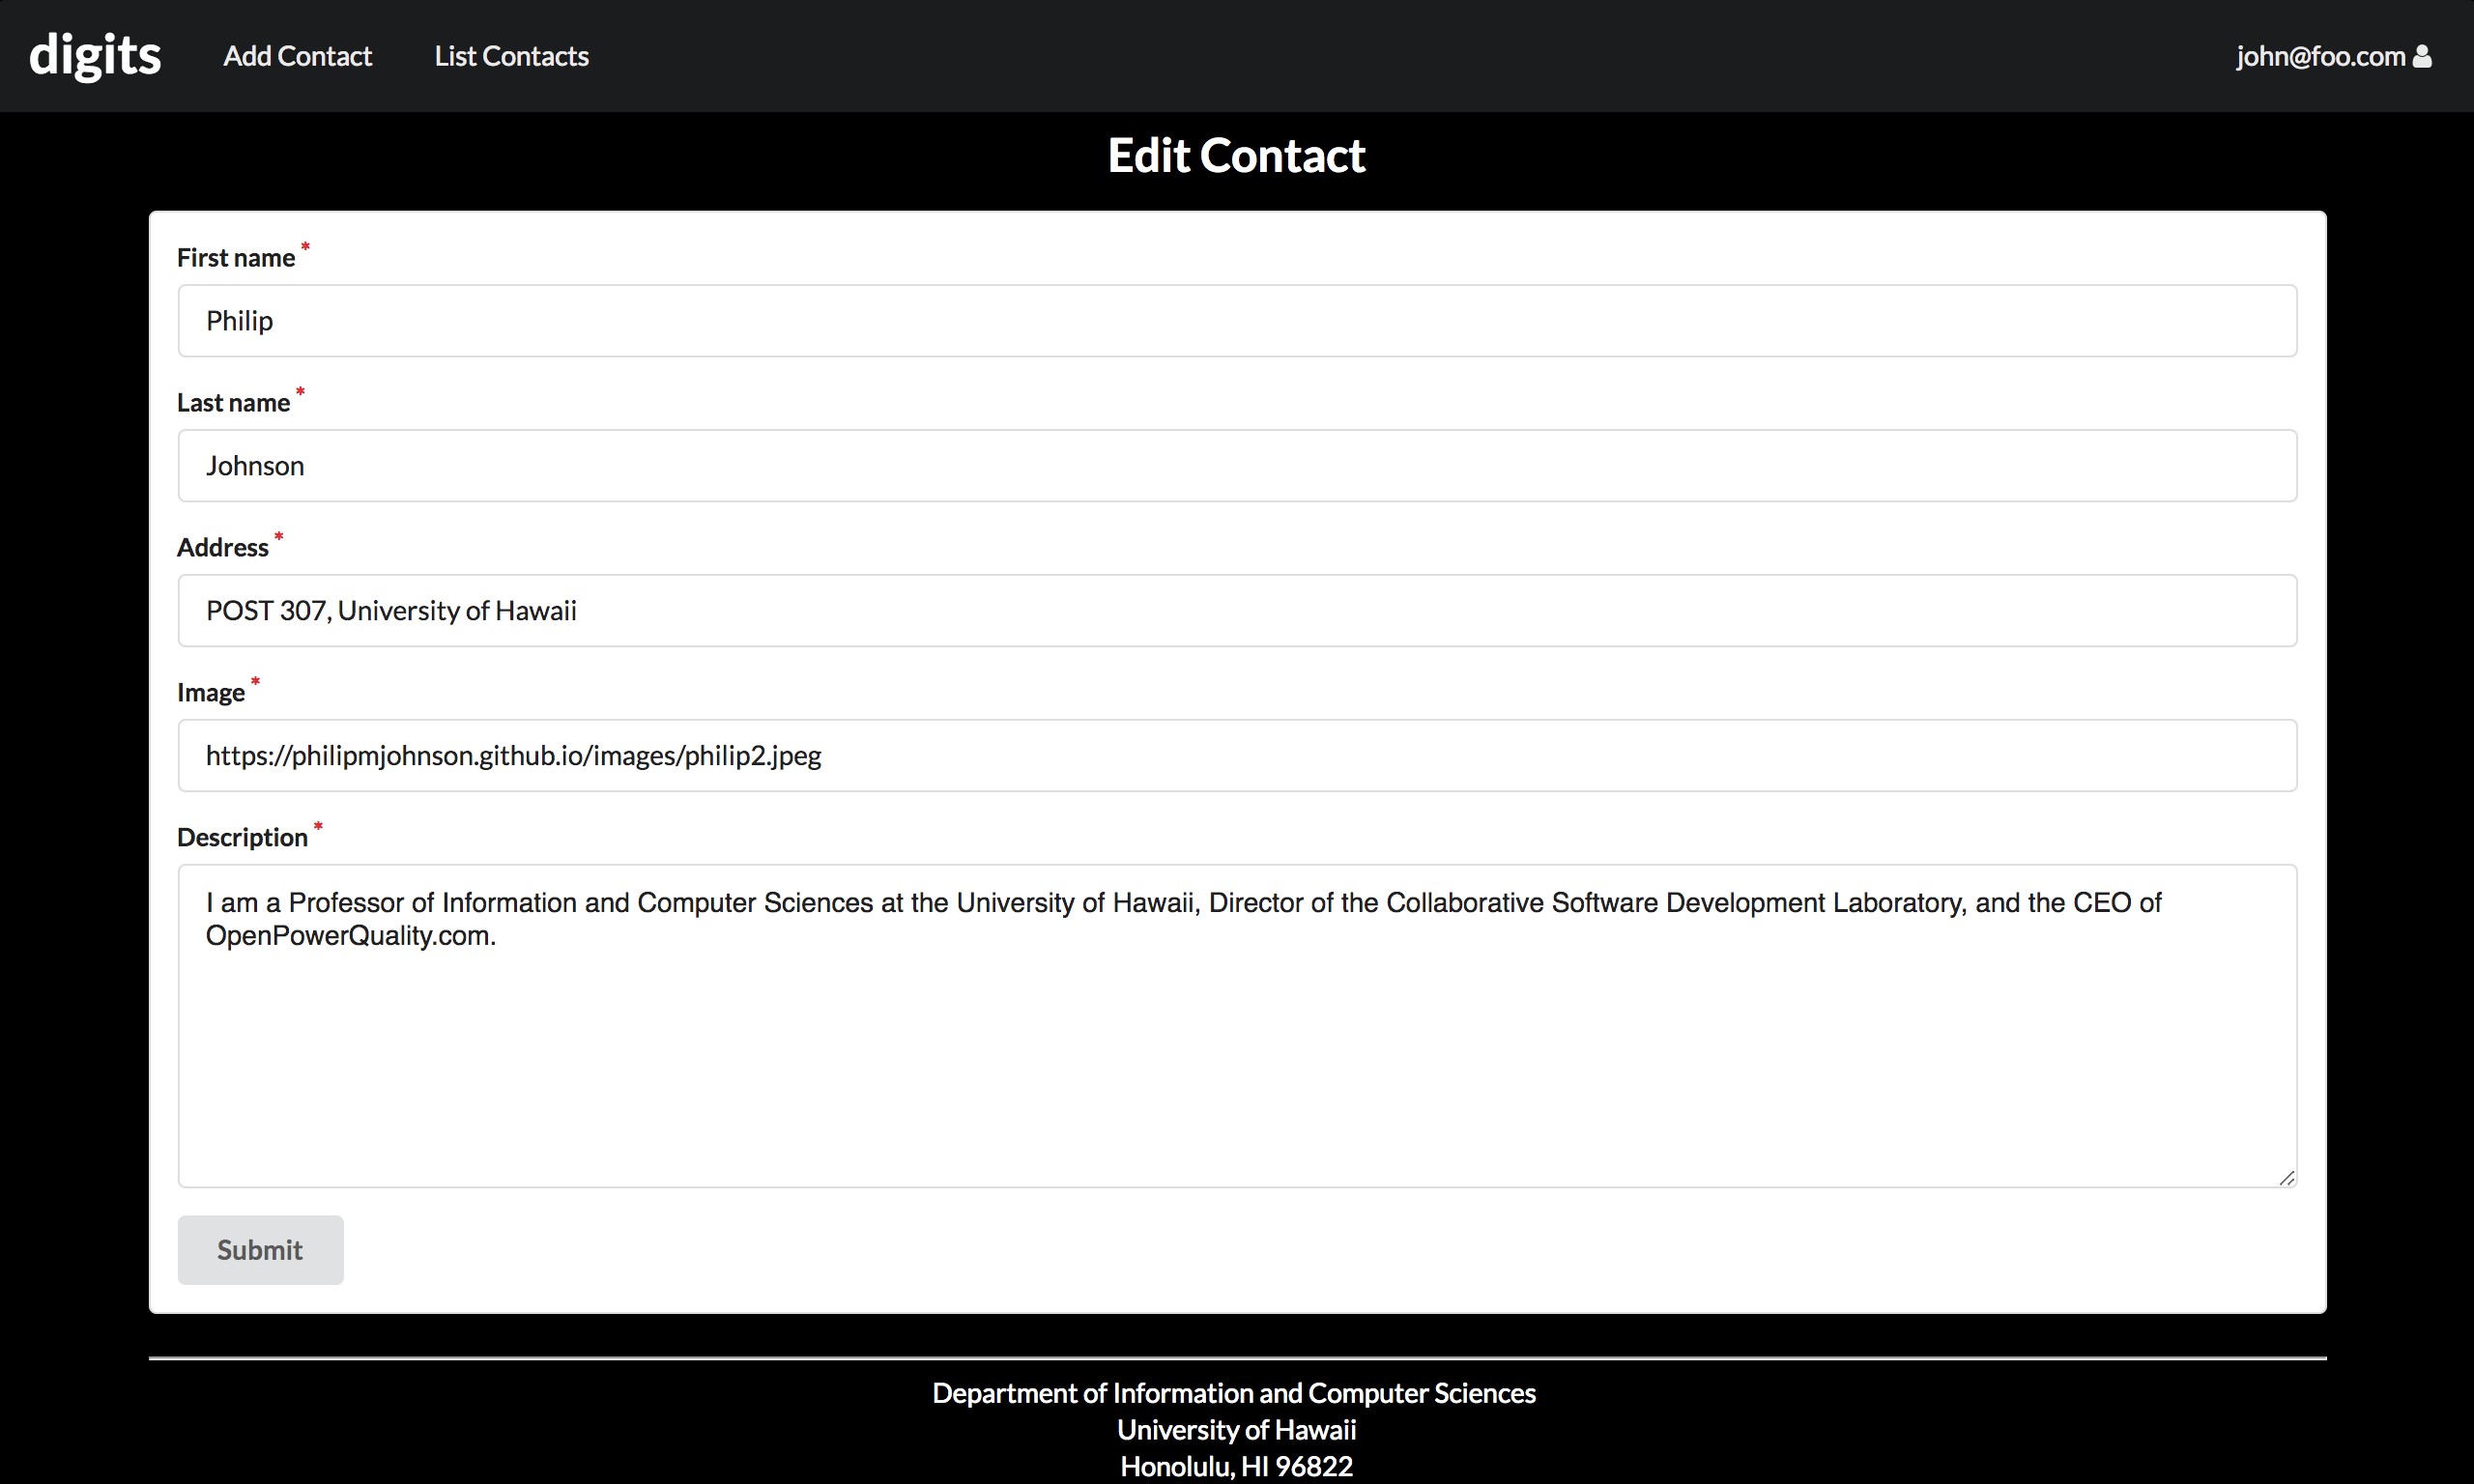 digits Add Contact List Contacts john@foo.com
Edit Contact
First name *
Philip
Last name *
Johnson
Address *
POST 307, University of Hawaii
Image *
https://philipmjohnson.github.io/images/philip2.jpeg
Description *
I am a Professor of Information and Computer Sciences at the University of Hawaii, Director of the Collaborative Software Development Laboratory, and the CEO of
OpenPowerQuality.com.
Submit
Department of Information and Computer Sciences
University of Hawaii
Honolulu, HI 96822